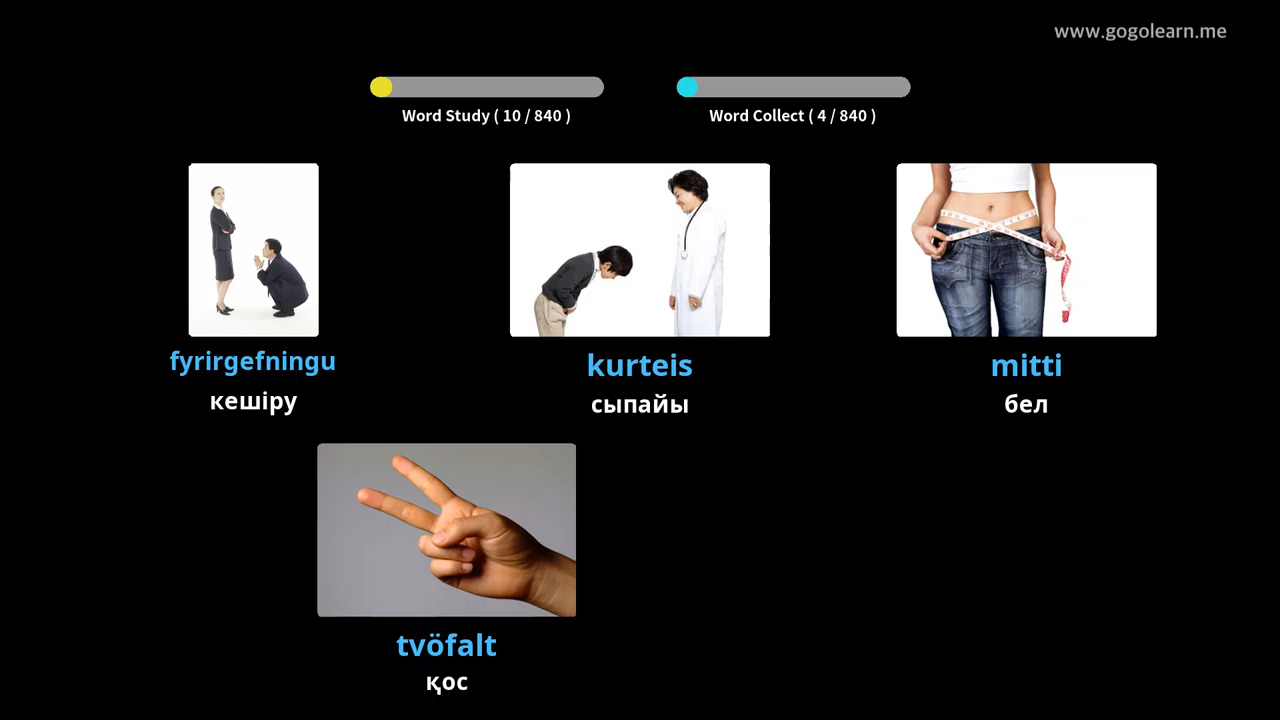 www.gogolearn.me
Word Study ( 10 / 840 )
Word Collect ( 4 / 840 )
fyrirgefningu
кешіру
kurteis
сыпайы
mitti
бел
tvöfalt
қос